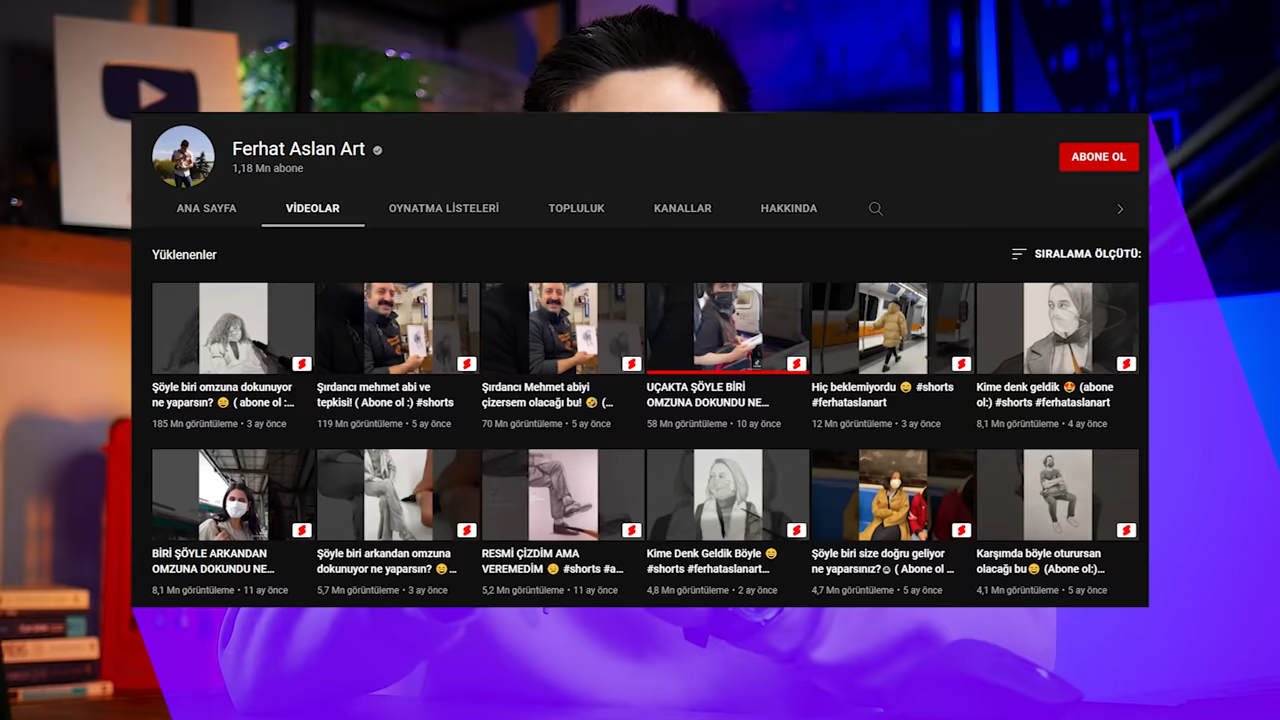 Ferhat Aslan Art
1,18 Mn abone
ABONE OL
ANA SAYFA
VİDEOLAR
OYNATMA LİSTELERİ
TOPLULUK
KANALLAR
HAKKINDA
Yüklenenler
SIRALAMA ÖLÇÜTÜ:
Şöyle biri omzuna dokunuyor
ne yaparsın? 😄 ( abone ol :...
185 Mn görüntüleme • 3 ay önce
Şırdancı mehmet abi ve
tepkisi! ( Abone ol :) #shorts
119 Mn görüntüleme • 5 ay önce
Şırdancı Mehmet abiyi
çizersem olacağı bu! 🤣 (...
70 Mn görüntüleme • 5 ay önce
UÇAKTA ŞÖYLE BİRİ
OMZUNA DOKUNDU NE...
58 Mn görüntüleme • 10 ay önce
Hiç beklemiyordu 😄 #shorts
#ferhataslanart
12 Mn görüntüleme • 3 ay önce
Kime denk geldik 😍 (abone
ol:) #shorts #ferhataslanart
8,1 Mn görüntüleme • 4 ay önce
BİRİ ŞÖYLE ARKANDAN
OMZUNA DOKUNDU NE...
8,1 Mn görüntüleme • 11 ay önce
Şöyle biri arkandan omzuna
dokunuyor ne yaparsın? 😄...
5,7 Mn görüntüleme • 3 ay önce
RESMİ ÇİZDİM AMA
VEREMEDİM 😥 #shorts #a...
5,2 Mn görüntüleme • 11 ay önce
Kime Denk Geldik Böyle 😄
#shorts #ferhataslanart...
4,8 Mn görüntüleme • 2 ay önce
Şöyle biri size doğru geliyor
ne yaparsınız?☺ ( Abone ol ...
4,7 Mn görüntüleme • 5 ay önce
Karşımda böyle oturursan
olacağı bu😄 (Abone ol:)...
4,1 Mn görüntüleme • 5 ay önce